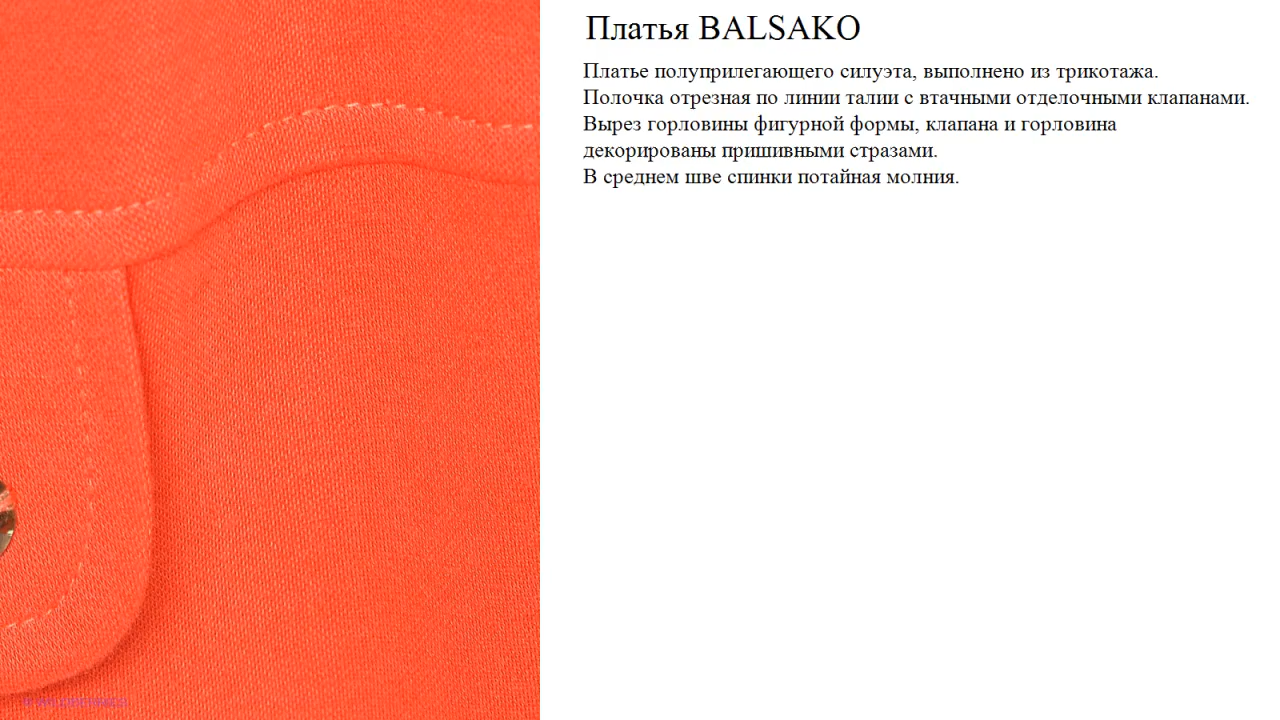 Платья BALSAKO
Платье полуприлегающего силуэта, выполнено из трикотажа.
Полочка отрезная по линии талии с втачными отделочными клапанами.
Вырез горловины фигурной формы, клапана и горловина
декорированы пришивными стразами.
В среднем шве спинки потайная молния.